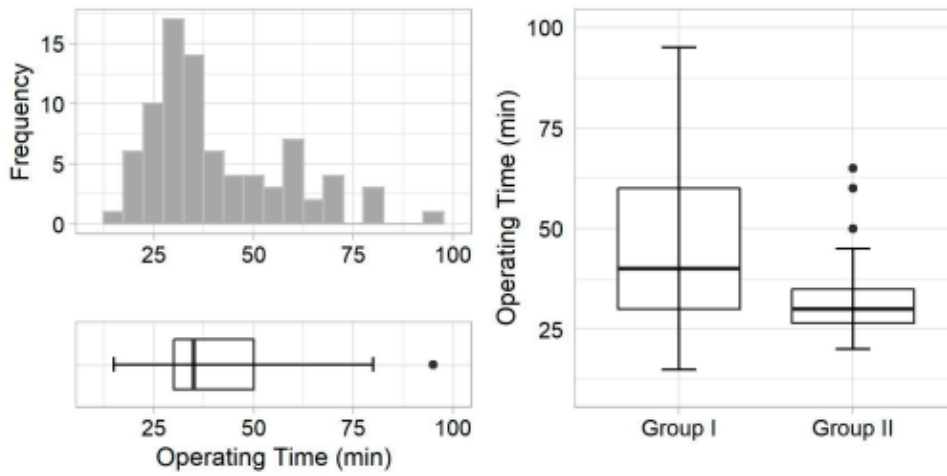 Frequency
15
10
5
0
25 50 75 100
25 50 75 100
Operating Time (min)
Operating Time (min)
100
75
50
25
Group I Group II